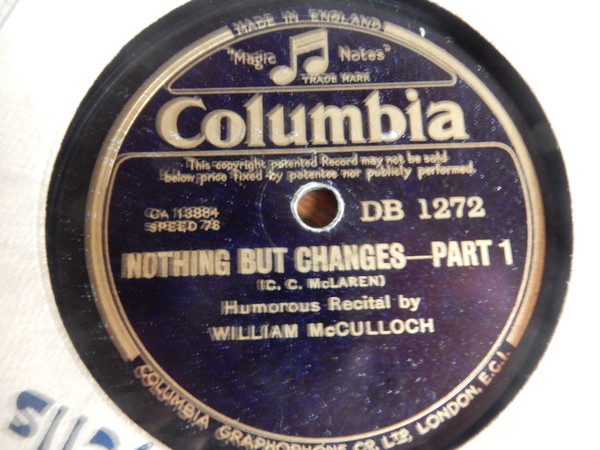 MADE IN ENGLAND
"Magic Notes"
TRADE MARK
Columbia
This copyright patented Record may not be sold
below price fixed by patentee nor publicly performed.
CA 13884
SPEED 78
DB 1272
NOTHING BUT CHANGES—PART 1
(C. C. McLAREN)
Humorous Recital by
WILLIAM McCULLOCH
COLUMBIA GRAPHOPHONE CO. LTD. LONDON, E.C.1.